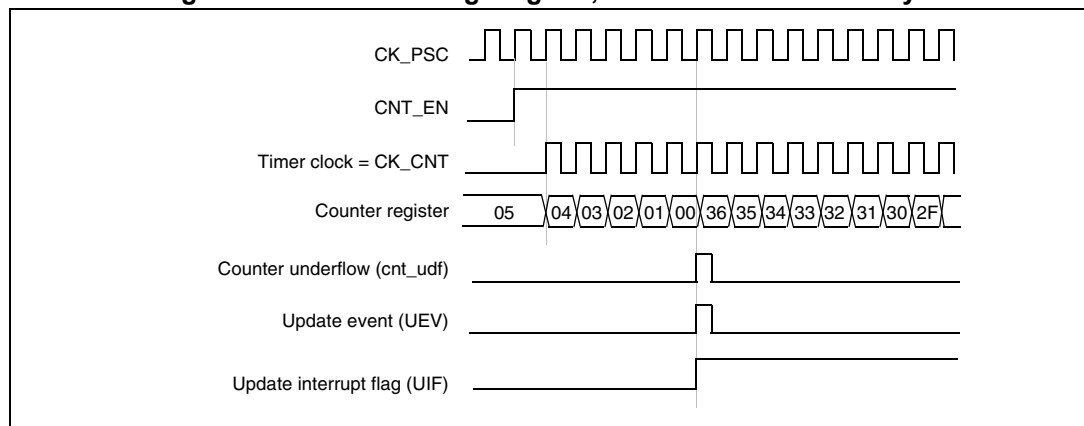 CK_PSC
CNT_EN
Timer clock = CK_CNT
Counter register 05 04 03 02 01 00 36 35 34 33 32 31 30 2F
Counter underflow (cnt_udf)
Update event (UEV)
Update interrupt flag (UIF)